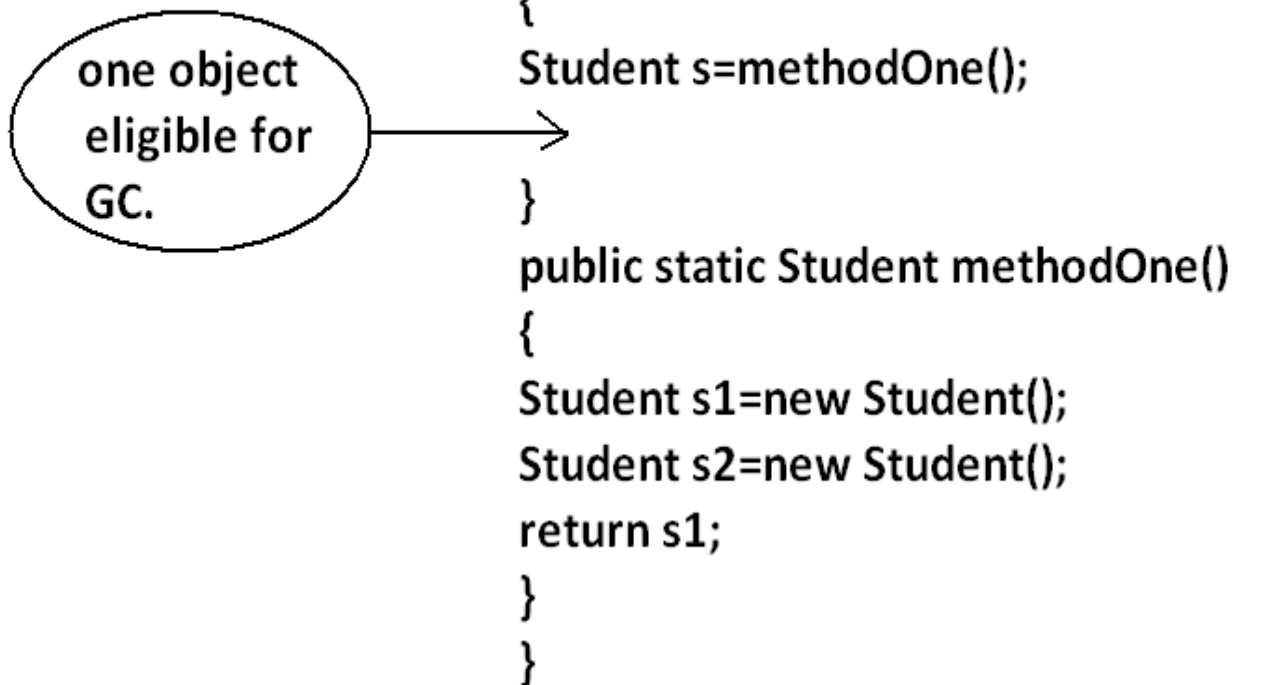 {
one object
eligible for
GC.
Student s=methodOne();
}
public static Student methodOne()
{
Student s1=new Student();
Student s2=new Student();
return s1;
}
}